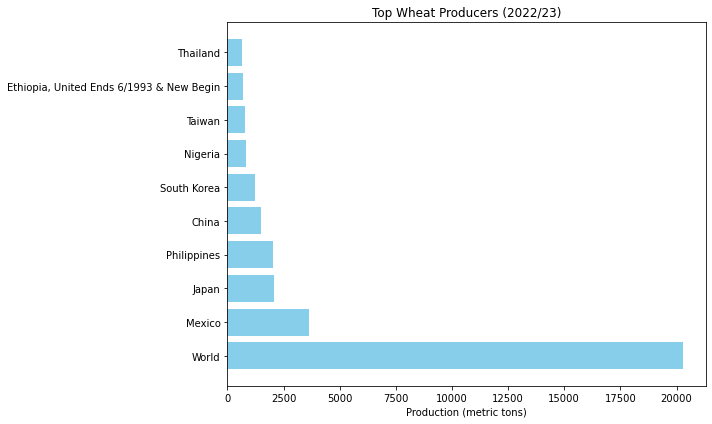 Top Wheat Producers (2022/23)
Thailand
Ethiopia, United Ends 6/1993 & New Begin
Taiwan
Nigeria
South Korea
China
Philippines
Japan
Mexico
World
0 2500 5000 7500 10000 12500 15000 17500 20000
Production (metric tons)